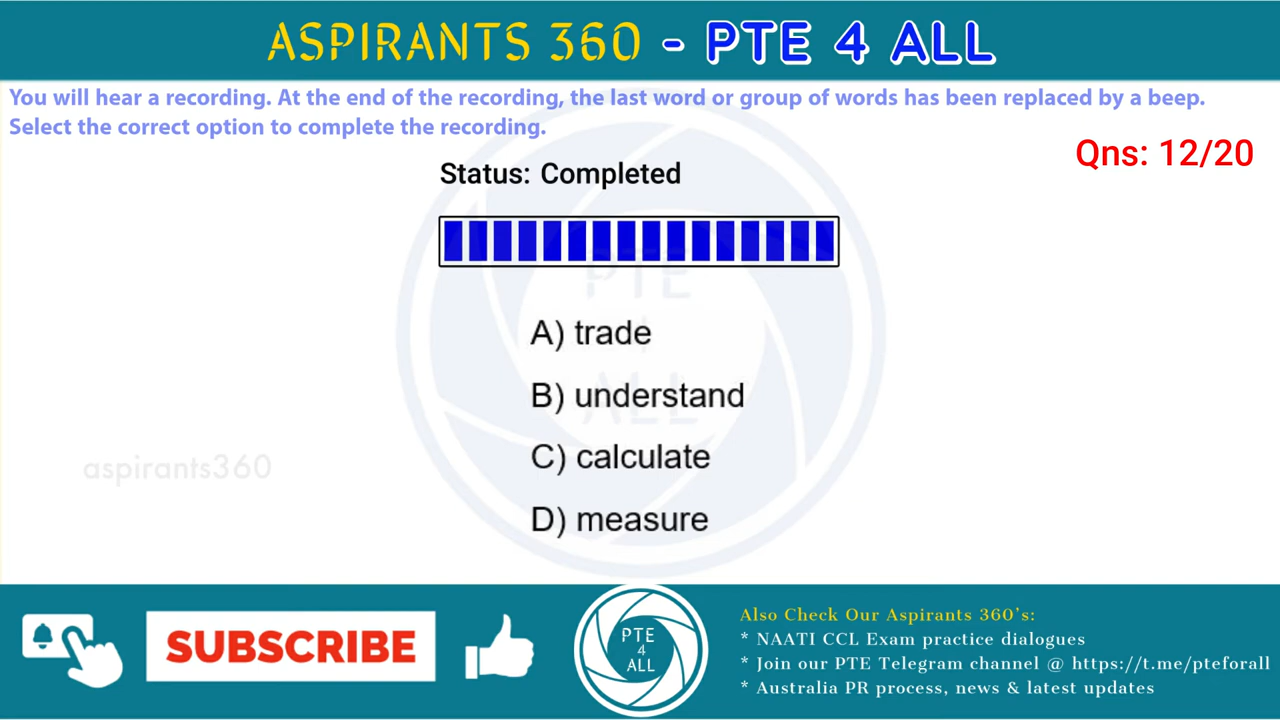 ASPIRANTS 360 - PTE 4 ALL
You will hear a recording. At the end of the recording, the last word or group of words has been replaced by a beep.
Select the correct option to complete the recording.
Qns: 12/20
Status: Completed
PTE
4
ALL
A) trade
B) understand
C) calculate
aspirants360
D) measure
SUBSCRIBE
PTE
4
ALL
Also Check Our Aspirants 360's:
* NAATI CCL Exam practice dialogues
* Join our PTE Telegram channel @ https://t.me/pteforall
* Australia PR process, news & latest updates